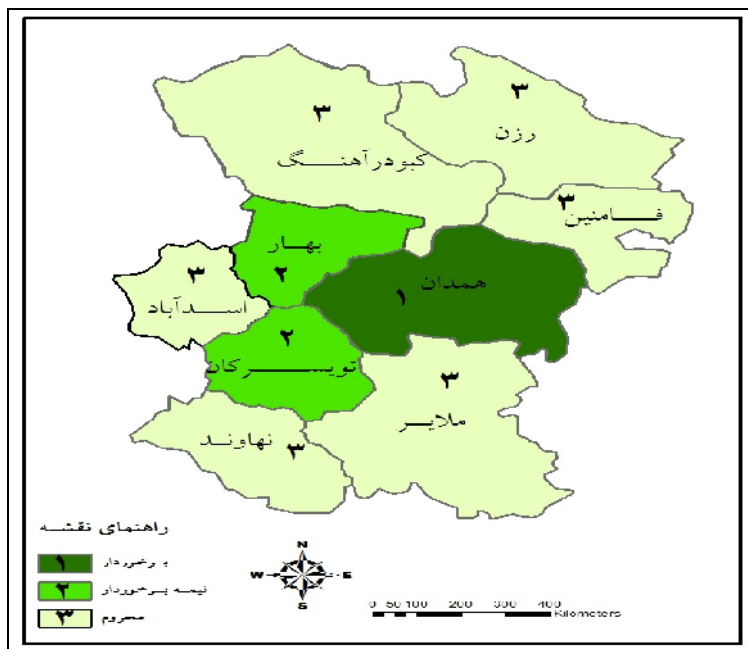 ۳
رزن
۳
کبودرآهنگ
۳
فامنین
بهار
۲
همدان
۱
۳
اسدآباد
۲
تویسرکان
۳
ملایر
نهاوند
۳
راهنمای نقشه
۱ برخوردار
۲ نیمه برخوردار
۳ محروم
N
W E
S
0 50 100 200 300 400
Kilometers